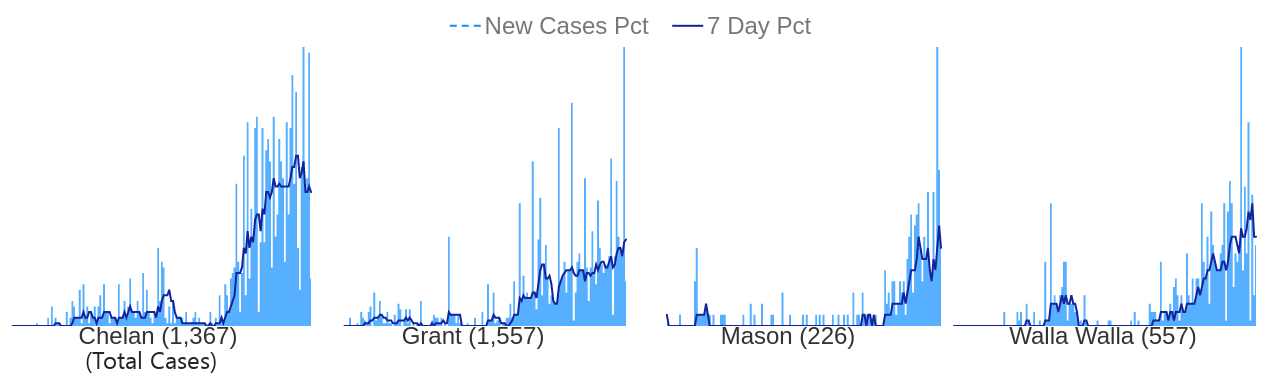 New Cases Pct 7 Day Pct
Chelan (1,367) Grant (1,557) Mason (226) Walla Walla (557)
(Total Cases)